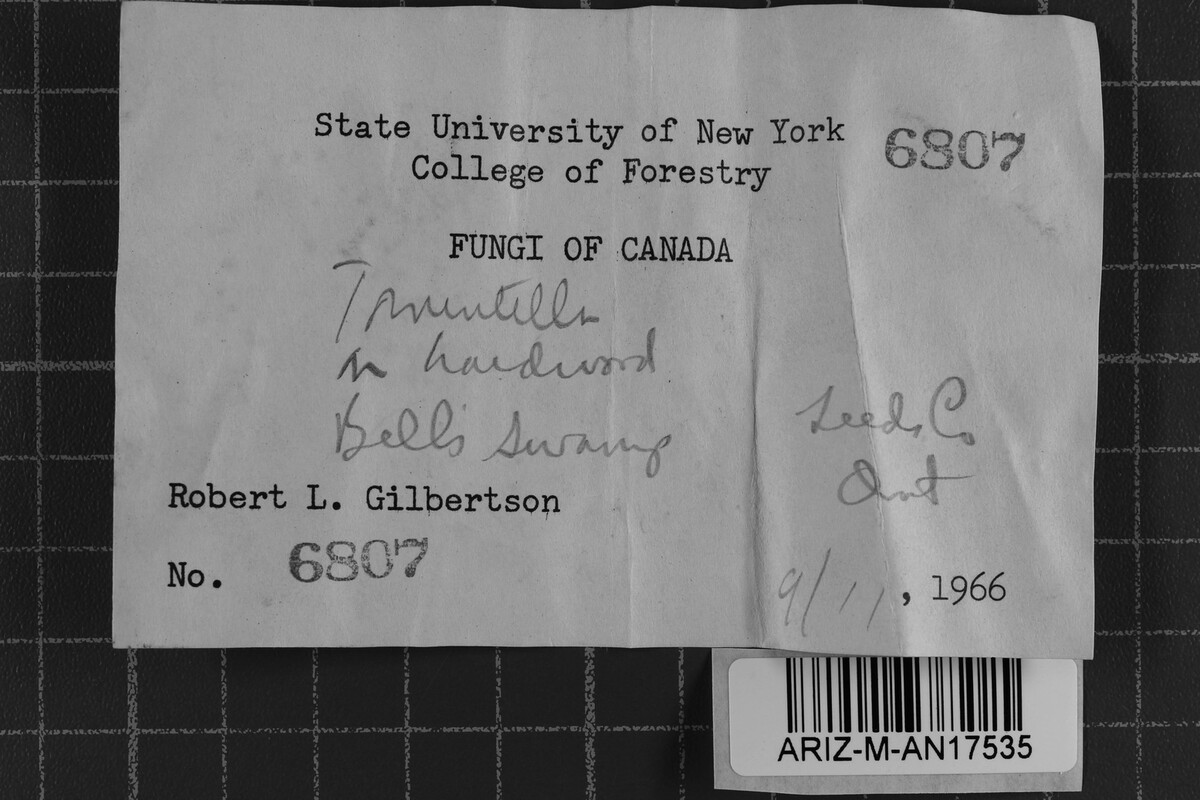 State University of New York 6807
College of Forestry
FUNGI OF CANADA
Tomentella
on hardwood
Bell's Swamp Leeds Co
Ont
Robert L. Gilbertson
No. 6807
9/11, 1966
ARIZ-M-AN17535